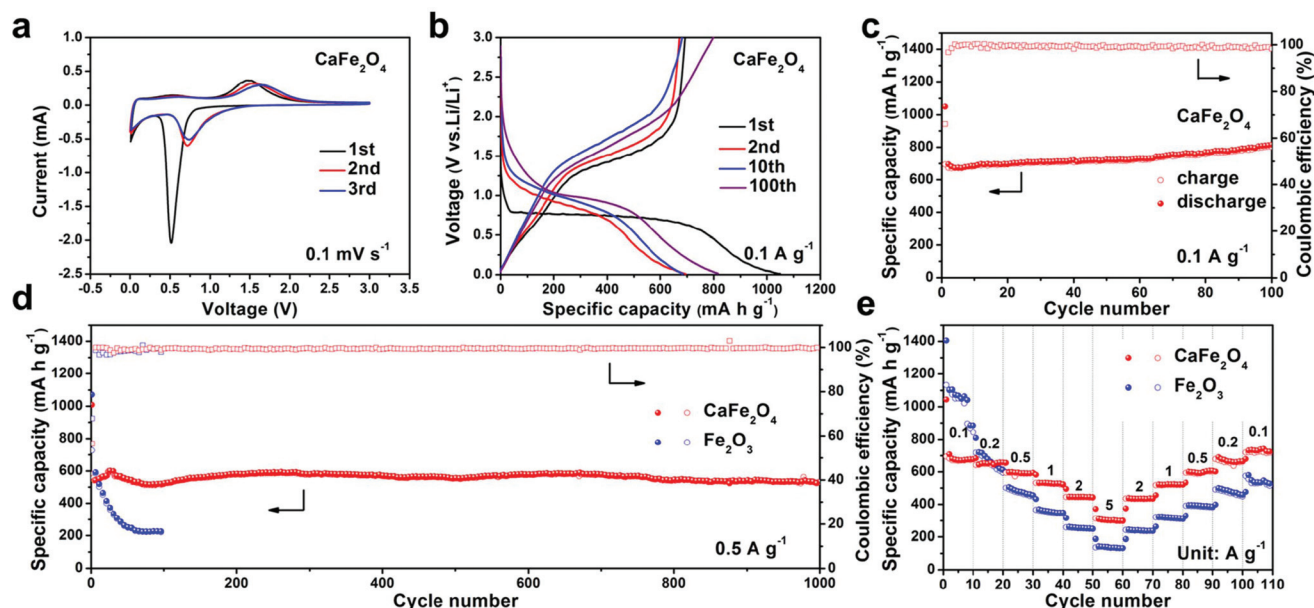 a
CaFe₂O₄
1st
2nd
3rd
0.1 mV s⁻¹
1.0
0.5
0.0
-0.5
-1.0
-1.5
-2.0
-2.5
Current (mA)
-0.5 0.0 0.5 1.0 1.5 2.0 2.5 3.0 3.5
Voltage (V)
b
CaFe₂O₄
1st
2nd
10th
100th
0.1 A g⁻¹
3.0
2.5
2.0
1.5
1.0
0.5
0.0
Voltage (V vs.Li/Li⁺)
0 200 400 600 800 1000 1200
Specific capacity (mA h g⁻¹)
c
CaFe₂O₄
charge
discharge
0.1 A g⁻¹
1400
1200
1000
800
600
400
200
0
Specific capacity (mA h g⁻¹)
100
80
60
40
20
0
Coulombic efficiency (%)
0 20 40 60 80 100
Cycle number
d
CaFe₂O₄
Fe₂O₃
0.5 A g⁻¹
1400
1200
1000
800
600
400
200
0
Specific capacity (mA h g⁻¹)
100
80
60
40
20
0
Coulombic efficiency (%)
0 200 400 600 800 1000
Cycle number
e
CaFe₂O₄
Fe₂O₃
0.1 0.2 0.5 1 2 5 2 1 0.5 0.2 0.1
Unit: A g⁻¹
1400
1200
1000
800
600
400
200
0
Specific capacity (mA h g⁻¹)
0 10 20 30 40 50 60 70 80 90 100 110
Cycle number